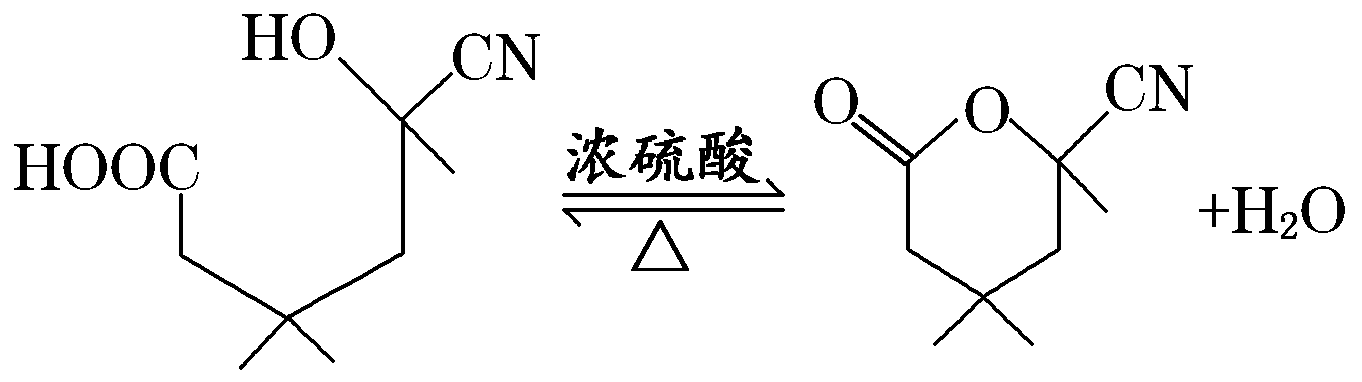 HO CN
HOOC
浓硫酸
△
O O CN
+H₂O